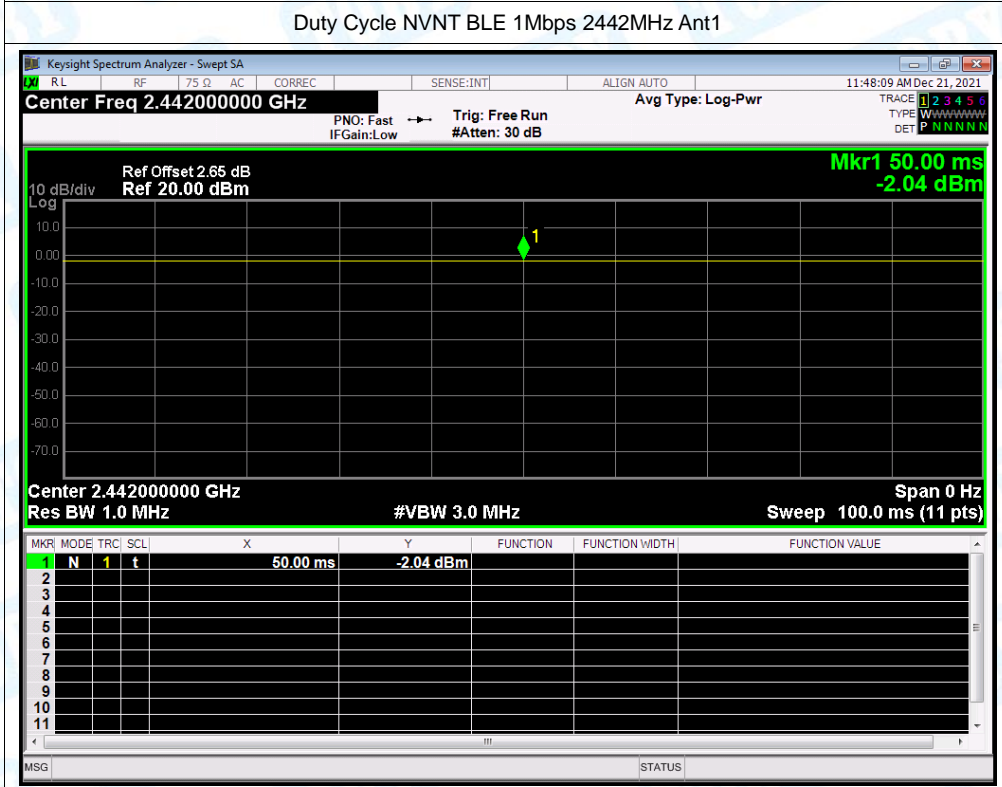 Duty Cycle NVNT BLE 1Mbps 2442MHz Ant1
Keysight Spectrum Analyzer - Swept SA
LXI RL RF 75 Ω AC CORREC SENSE:INT ALIGN AUTO 11:48:09 AM Dec 21, 2021
Center Freq 2.442000000 GHz
PNO: Fast
IFGain:Low
Trig: Free Run
#Atten: 30 dB
Avg Type: Log-Pwr
TRACE 1 2 3 4 5 6
TYPE WWWWWWW
DET P N N N N N
Mkr1 50.00 ms
-2.04 dBm
Ref Offset 2.65 dB
10 dB/div Ref 20.00 dBm
Log
1
10.0
0.00
-10.0
-20.0
-30.0
-40.0
-50.0
-60.0
-70.0
Center 2.442000000 GHz Span 0 Hz
Res BW 1.0 MHz #VBW 3.0 MHz Sweep 100.0 ms (11 pts)
MKR MODE TRC SCL X Y FUNCTION FUNCTION WIDTH FUNCTION VALUE
1 N 1 t 50.00 ms -2.04 dBm
2
3
4
5
6
7
8
9
10
11
MSG STATUS